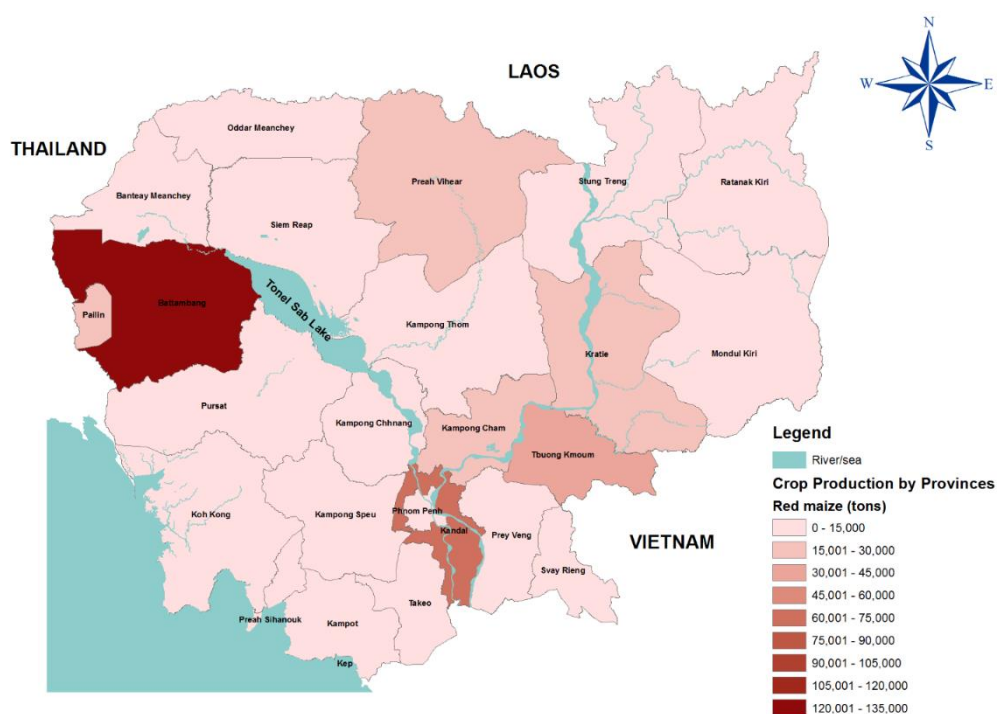 N
W E
S
LAOS
THAILAND
VIETNAM
Oddar Meanchey
Banteay Meanchey
Siem Reap
Preah Vihear
Stung Treng
Ratanak Kiri
Battambang
Pailin
Tonel Sab Lake
Kampong Thom
Kratie
Mondul Kiri
Pursat
Kampong Chhnang
Kampong Cham
Tbuong Kmoum
Koh Kong
Kampong Speu
Phnom Penh
Kandal
Prey Veng
Svay Rieng
Takeo
Preah Sihanouk
Kampot
Kep
Legend
River/sea
Crop Production by Provinces
Red maize (tons)
0 - 15,000
15,001 - 30,000
30,001 - 45,000
45,001 - 60,000
60,001 - 75,000
75,001 - 90,000
90,001 - 105,000
105,001 - 120,000
120,001 - 135,000